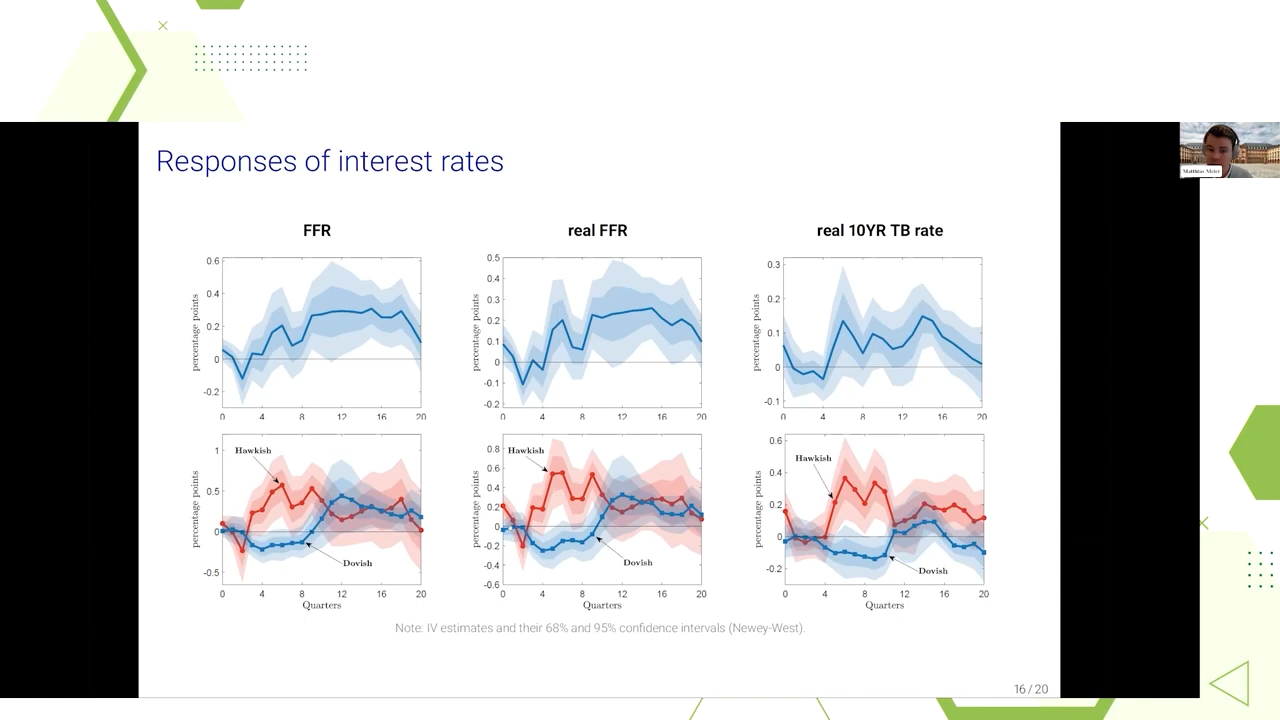 Responses of interest rates
Matthias Meier
FFR
real FFR
real 10YR TB rate
percentage points
0.6
0.4
0.2
0
-0.2
0 4 8 12 16 20
percentage points
0.5
0.4
0.3
0.2
0.1
0
-0.1
-0.2
0 4 8 12 16 20
percentage points
0.3
0.2
0.1
0
-0.1
0 4 8 12 16 20
percentage points
1
0.5
0
-0.5
Hawkish
Dovish
0 4 8 12 16 20
Quarters
percentage points
0.8
0.6
0.4
0.2
0
-0.2
-0.4
-0.6
Hawkish
Dovish
0 4 8 12 16 20
Quarters
percentage points
0.6
0.4
0.2
0
-0.2
Hawkish
Dovish
0 4 8 12 16 20
Quarters
Note: IV estimates and their 68% and 95% confidence intervals (Newey-West).
16 / 20